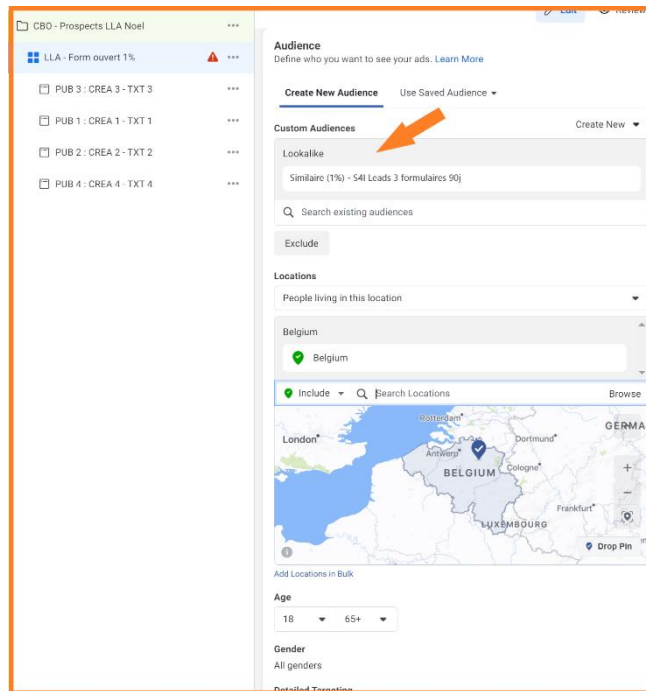 CBO - Prospects LLA Noel
LLA - Form ouvert 1%
PUB 3 : CREA 3 - TXT 3
PUB 1 : CREA 1 - TXT 1
PUB 2 : CREA 2 - TXT 2
PUB 4 : CREA 4 - TXT 4
Edit Review
Audience
Define who you want to see your ads. Learn More
Create New Audience Use Saved Audience
Custom Audiences Create New
Lookalike
Similaire (1%) - S4I Leads 3 formulaires 90j
Search existing audiences
Exclude
Locations
People living in this location
Belgium
Belgium
Include Search Locations Browse
Rotterdam
London
Dortmund
GERMA
Antwerp
BELGIUM
Cologne
Frankfurt
LUXEMBOURG
Drop Pin
Add Locations in Bulk
Age
18 65+
Gender
All genders
Detailed Targeting